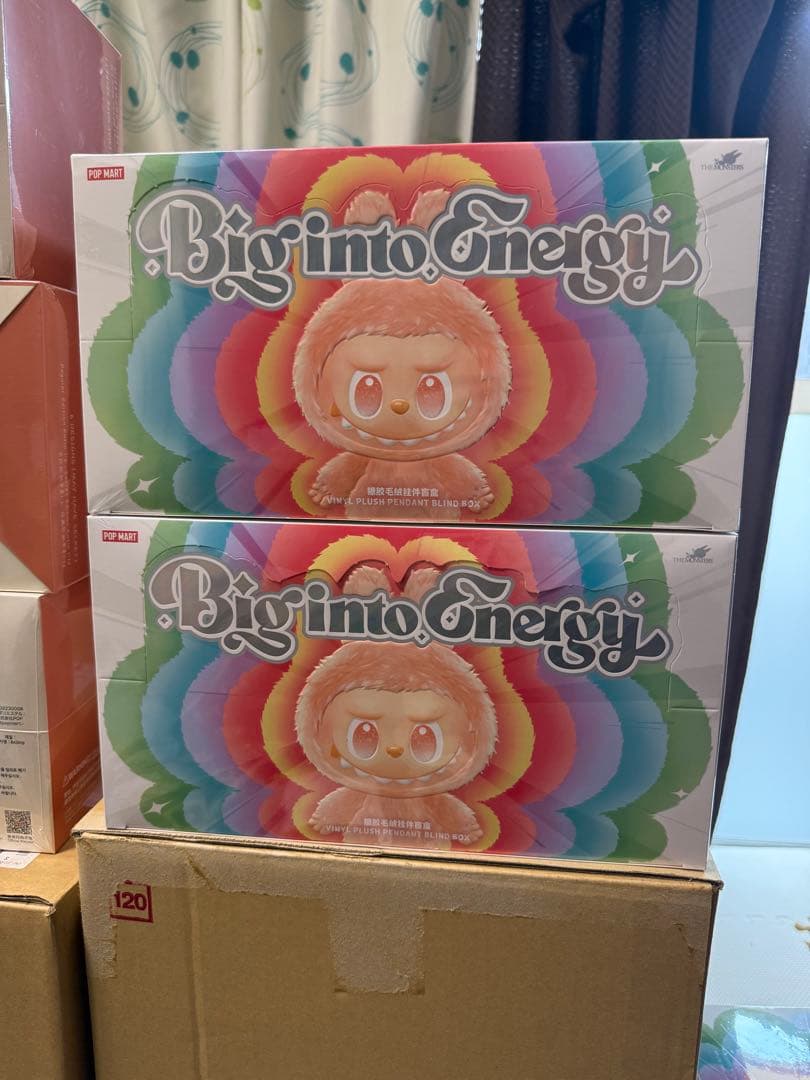 POP MART
THE MONSTERS
Big into Energy
搪胶毛绒挂件盲盒
VINYL PLUSH PENDANT BLIND BOX
POP MART
THE MONSTERS
Big into Energy
搪胶毛绒挂件盲盒
VINYL PLUSH PENDANT BLIND BOX
120